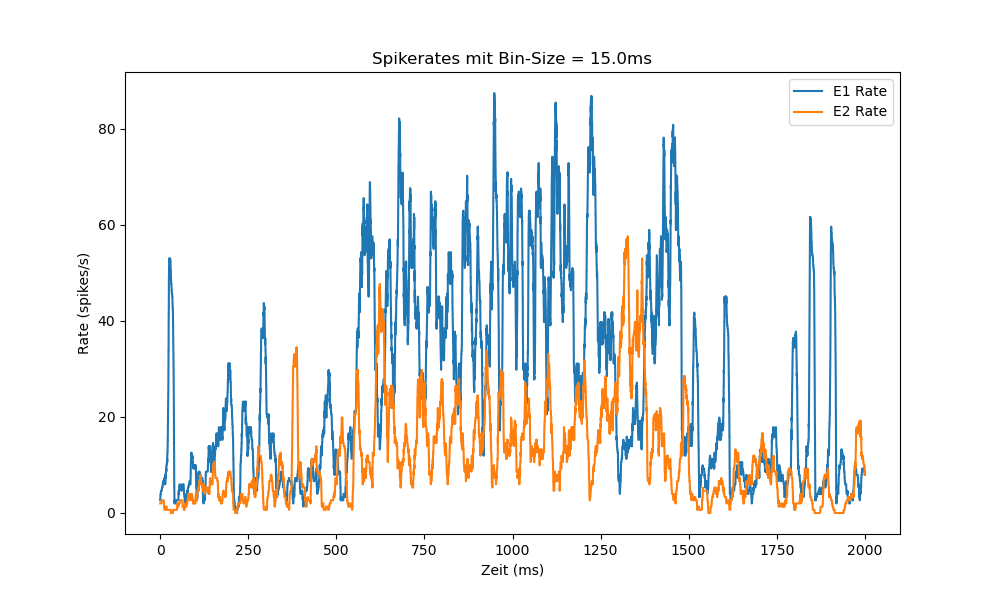 Spikerates mit Bin-Size = 15.0ms
E1 Rate
E2 Rate
Rate (spikes/s)
80
60
40
20
0
0 250 500 750 1000 1250 1500 1750 2000
Zeit (ms)